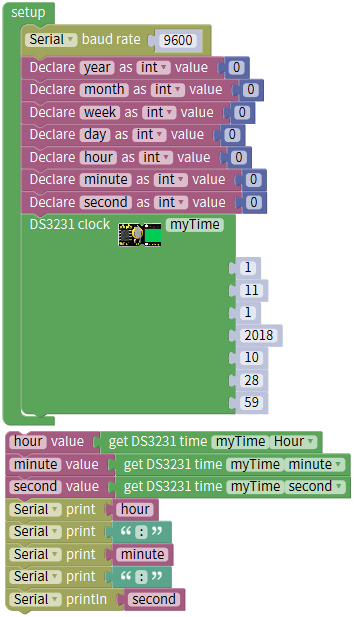 setup
Serial baud rate 9600
Declare year as int value 0
Declare month as int value 0
Declare week as int value 0
Declare day as int value 0
Declare hour as int value 0
Declare minute as int value 0
Declare second as int value 0
DS3231 clock myTime
1
11
1
2018
10
28
59
hour value get DS3231 time myTime Hour
minute value get DS3231 time myTime minute
second value get DS3231 time myTime second
Serial print hour
Serial print “ : ”
Serial print minute
Serial print “ : ”
Serial println second